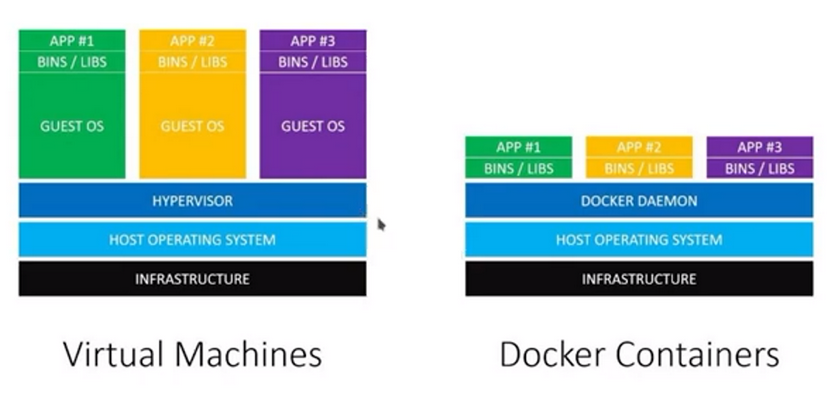 APP #1
BINS / LIBS
GUEST OS
APP #2
BINS / LIBS
GUEST OS
APP #3
BINS / LIBS
GUEST OS
HYPERVISOR
HOST OPERATING SYSTEM
INFRASTRUCTURE
Virtual Machines
APP #1
BINS / LIBS
APP #2
BINS / LIBS
APP #3
BINS / LIBS
DOCKER DAEMON
HOST OPERATING SYSTEM
INFRASTRUCTURE
Docker Containers